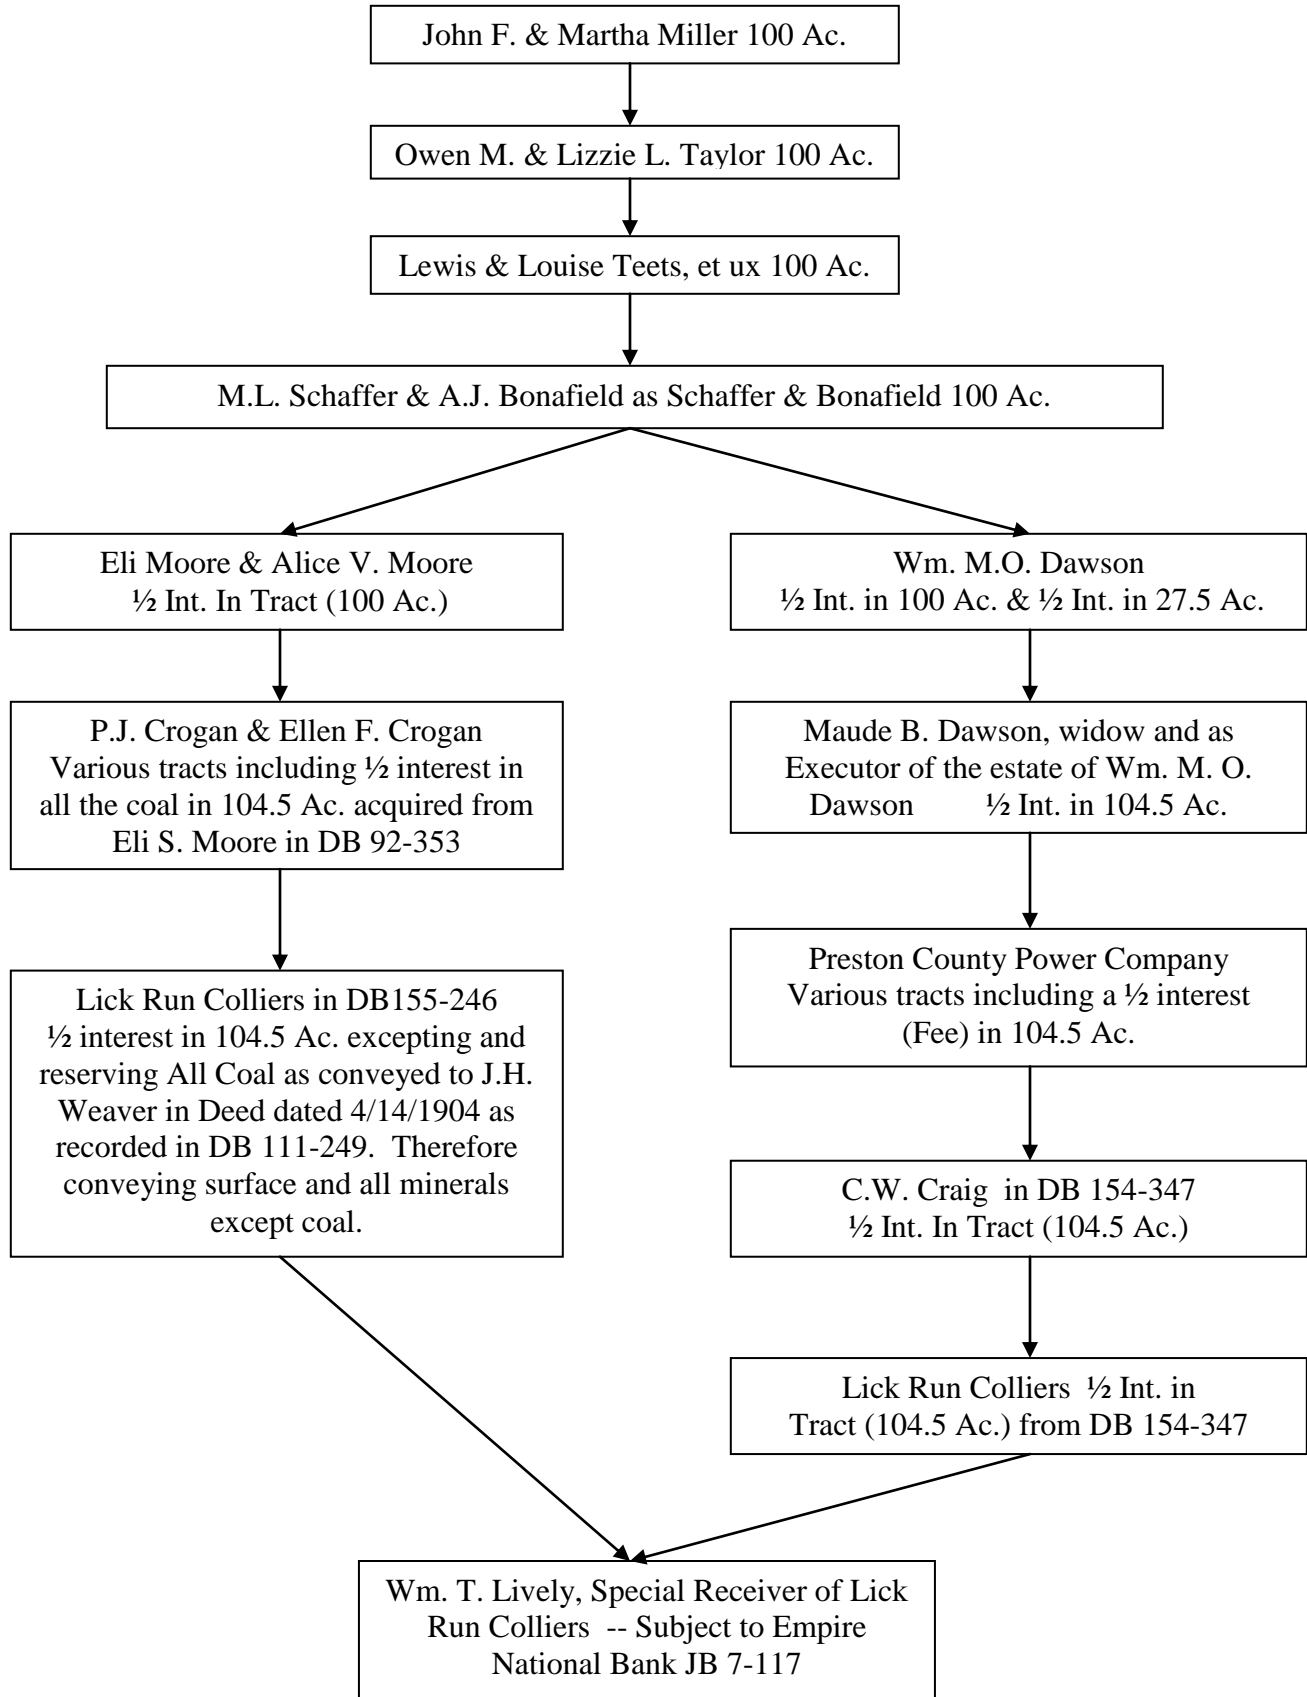 John F. & Martha Miller 100 Ac.
Owen M. & Lizzie L. Taylor 100 Ac.
Lewis & Louise Teets, et ux 100 Ac.
M.L. Schaffer & A.J. Bonafield as Schaffer & Bonafield 100 Ac.
Eli Moore & Alice V. Moore
½ Int. In Tract (100 Ac.)
Wm. M.O. Dawson
½ Int. in 100 Ac. & ½ Int. in 27.5 Ac.
P.J. Crogan & Ellen F. Crogan
Various tracts including ½ interest in
all the coal in 104.5 Ac. acquired from
Eli S. Moore in DB 92-353
Maude B. Dawson, widow and as
Executor of the estate of Wm. M. O.
Dawson ½ Int. in 104.5 Ac.
Lick Run Colliers in DB155-246
½ interest in 104.5 Ac. excepting and
reserving All Coal as conveyed to J.H.
Weaver in Deed dated 4/14/1904 as
recorded in DB 111-249. Therefore
conveying surface and all minerals
except coal.
Preston County Power Company
Various tracts including a ½ interest
(Fee) in 104.5 Ac.
C.W. Craig in DB 154-347
½ Int. In Tract (104.5 Ac.)
Lick Run Colliers ½ Int. in
Tract (104.5 Ac.) from DB 154-347
Wm. T. Lively, Special Receiver of Lick
Run Colliers -- Subject to Empire
National Bank JB 7-117